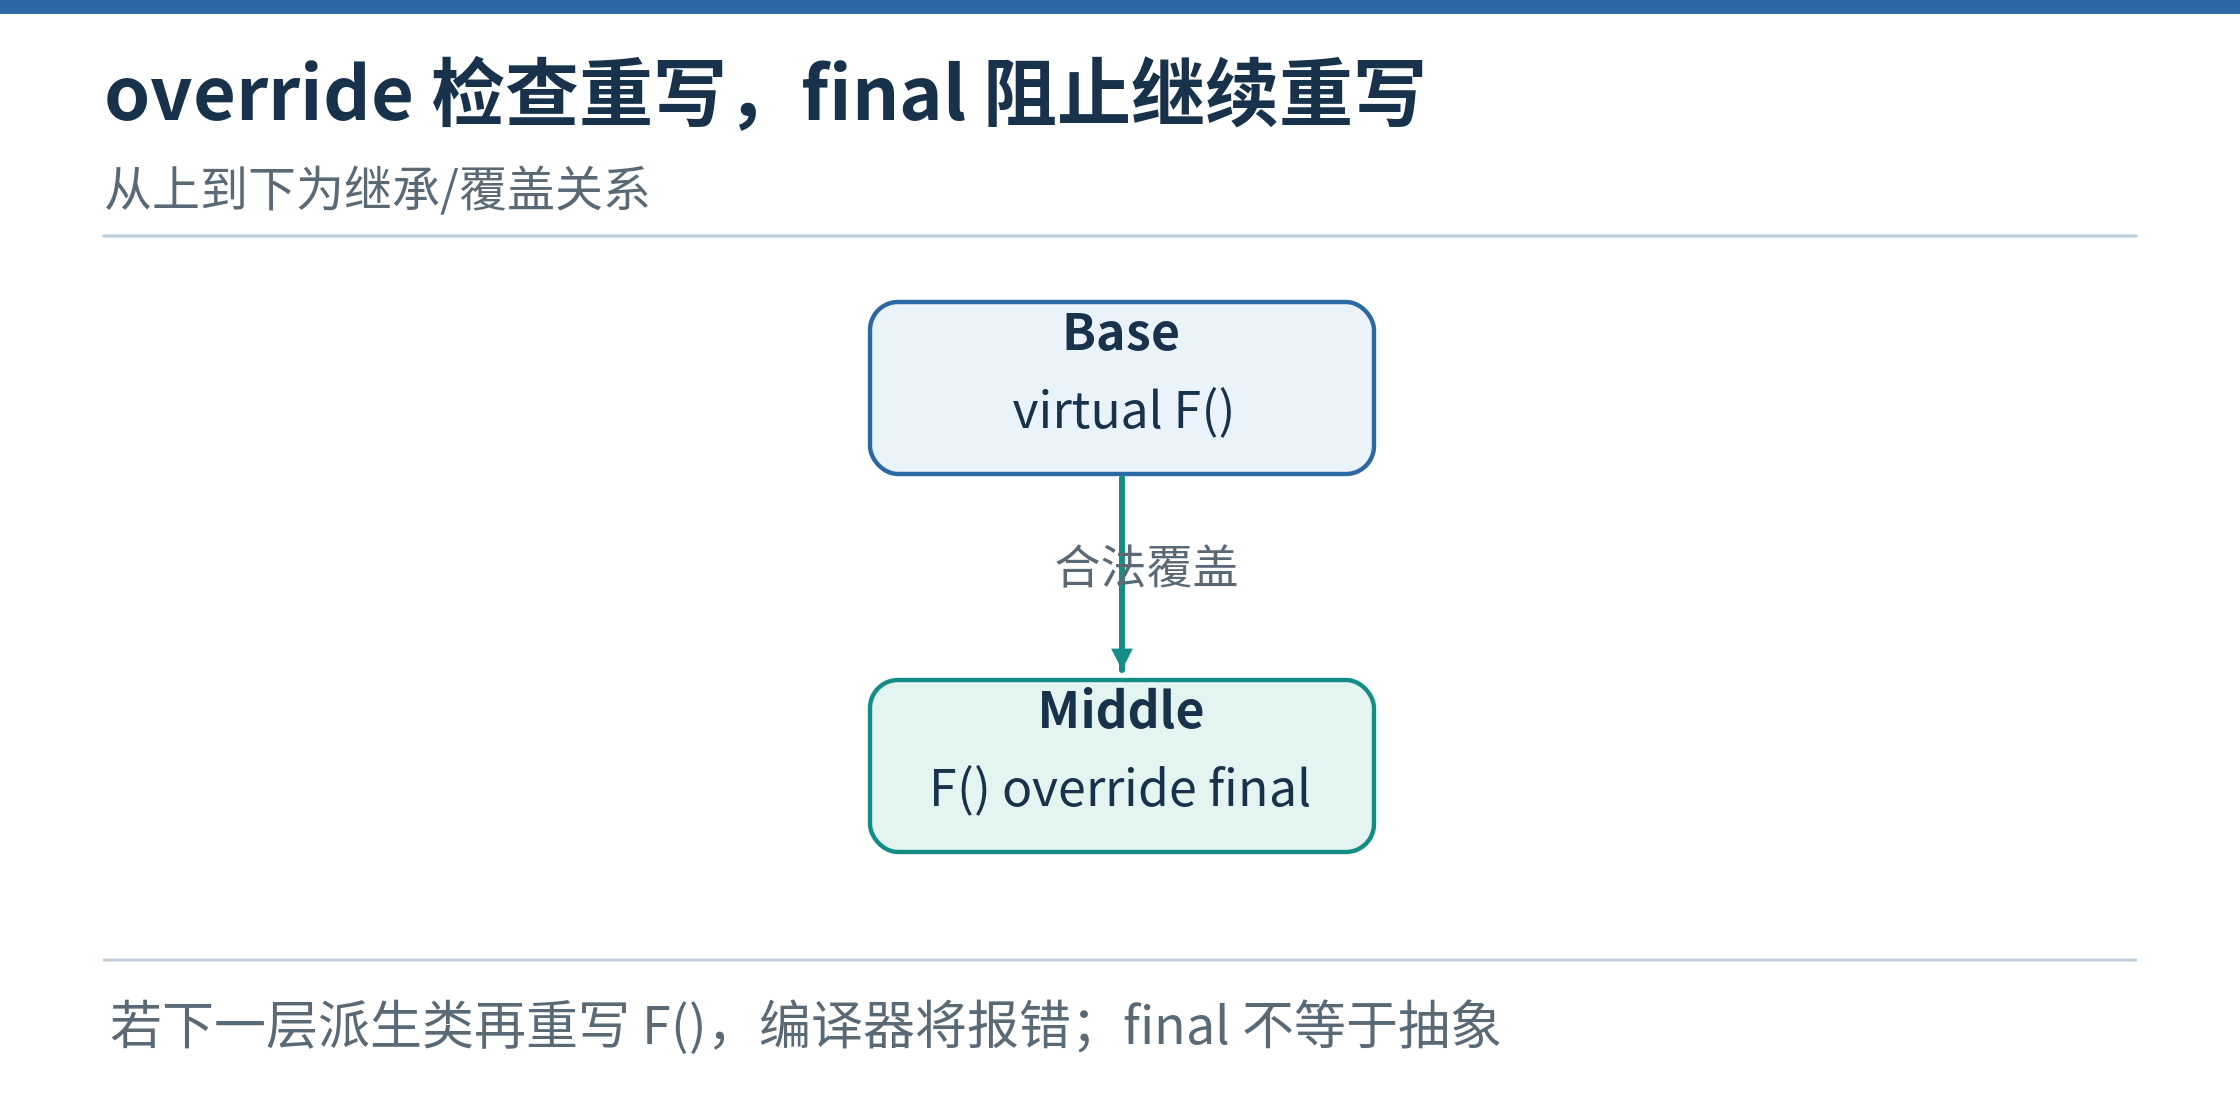 override 检查重写，final 阻止继续重写
从上到下为继承/覆盖关系
Base
virtual F()
合法覆盖
Middle
F() override final
若下一层派生类再重写 F()，编译器将报错；final 不等于抽象